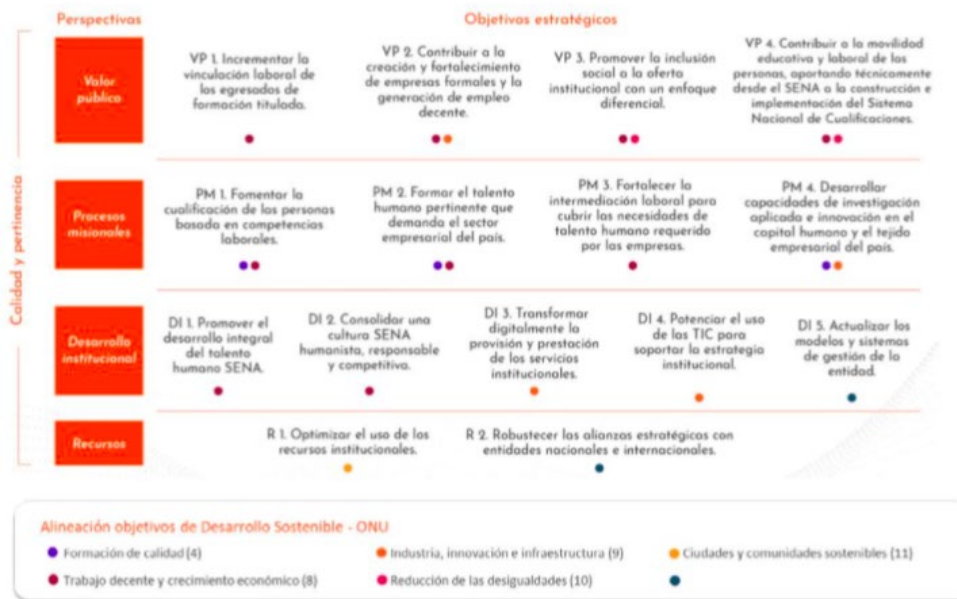 Perspectivas
Objetivos estratégicos
Calidad y pertinencia
Valor
público
VP 1. Incrementar la
vinculación laboral de
los egresados de
formación titulada.
VP 2. Contribuir a la
creación y fortalecimiento
de empresas formales y la
generación de empleo
decente.
VP 3. Promover la inclusión
social a la oferta
institucional con un enfoque
diferencial.
VP 4. Contribuir a la movilidad
educativa y laboral de las
personas, aportando técnicamente
desde el SENA a la construcción e
implementación del Sistema
Nacional de Cualificaciones.
Procesos
misionales
PM 1. Fomentar la
cualificación de las personas
basada en competencias
laborales.
PM 2. Formar el talento
humano pertinente que
demanda el sector
empresarial del país.
PM 3. Fortalecer la
intermediación laboral para
cubrir las necesidades de
talento humano requerido
por las empresas.
PM 4. Desarrollar
capacidades de investigación
aplicada e innovación en el
capital humano y el tejido
empresarial del país.
Desarrollo
institucional
DI 1. Promover el
desarrollo integral
del talento
humano SENA.
DI 2. Consolidar una
cultura SENA
humanista, responsable
y competitiva.
DI 3. Transformar
digitalmente la
provisión y prestación
de los servicios
institucionales.
DI 4. Potenciar el uso
de las TIC para
soportar la estrategia
institucional.
DI 5. Actualizar los
modelos y sistemas
de gestión de la
entidad.
Recursos
R 1. Optimizar el uso de los
recursos institucionales.
R 2. Robustecer las alianzas estratégicas con
entidades nacionales e internacionales.
Alineación objetivos de Desarrollo Sostenible - ONU
Formación de calidad (4)
Industria, innovación e infraestructura (9)
Ciudades y comunidades sostenibles (11)
Trabajo decente y crecimiento económico (8)
Reducción de las desigualdades (10)